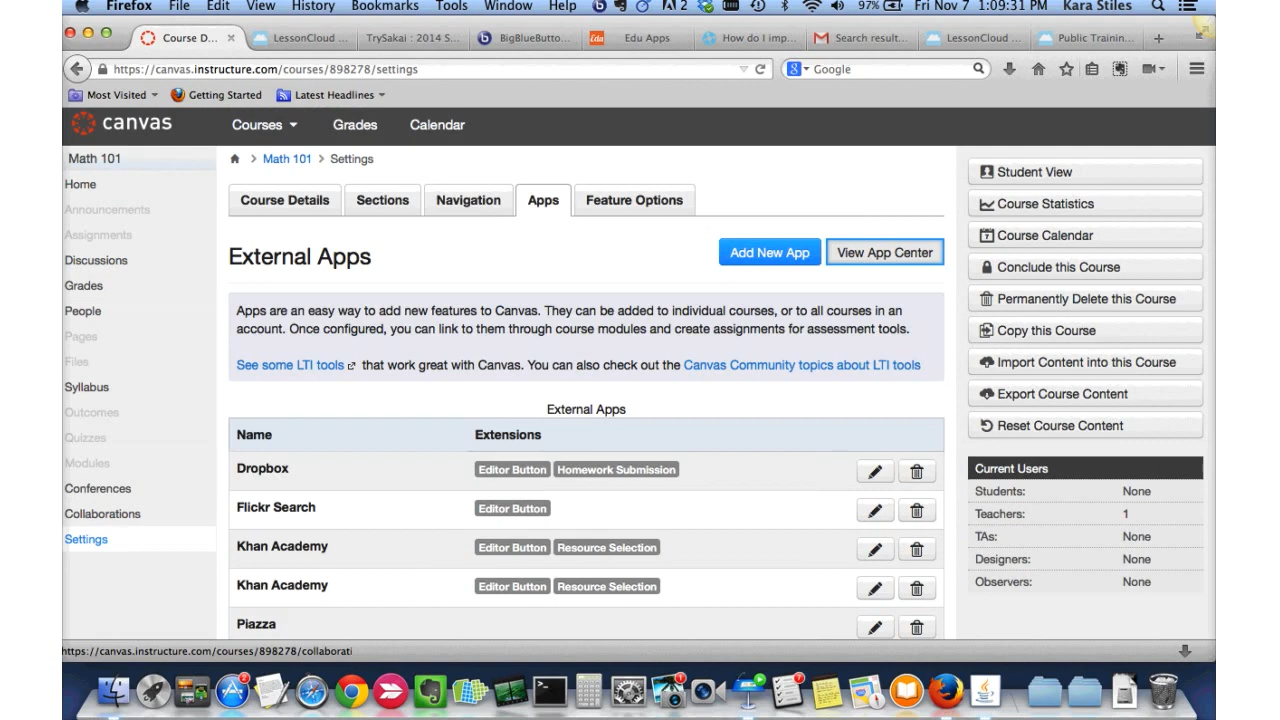 Firefox File Edit View History Bookmarks Tools Window Help 2 97% Fri Nov 7 1:09:31 PM Kara Stiles
Course D... LessonCloud ... TrySakai : 2014 S... BigBlueButto... Edu Apps How do I imp... Search result... LessonCloud ... Public Trainin...
https://canvas.instructure.com/courses/898278/settings Google
Most Visited Getting Started Latest Headlines
canvas Courses Grades Calendar
Math 101
Home
Announcements
Assignments
Discussions
Grades
People
Pages
Files
Syllabus
Outcomes
Quizzes
Modules
Conferences
Collaborations
Settings
Math 101 > Settings
Course Details Sections Navigation Apps Feature Options
External Apps
Add New App View App Center
Apps are an easy way to add new features to Canvas. They can be added to individual courses, or to all courses in an
account. Once configured, you can link to them through course modules and create assignments for assessment tools.
See some LTI tools that work great with Canvas. You can also check out the Canvas Community topics about LTI tools
External Apps
Name Extensions
Dropbox Editor Button Homework Submission
Flickr Search Editor Button
Khan Academy Editor Button Resource Selection
Khan Academy Editor Button Resource Selection
Piazza
Student View
Course Statistics
Course Calendar
Conclude this Course
Permanently Delete this Course
Copy this Course
Import Content into this Course
Export Course Content
Reset Course Content
Current Users
Students: None
Teachers: 1
TAs: None
Designers: None
Observers: None
https://canvas.instructure.com/courses/898278/collaborati